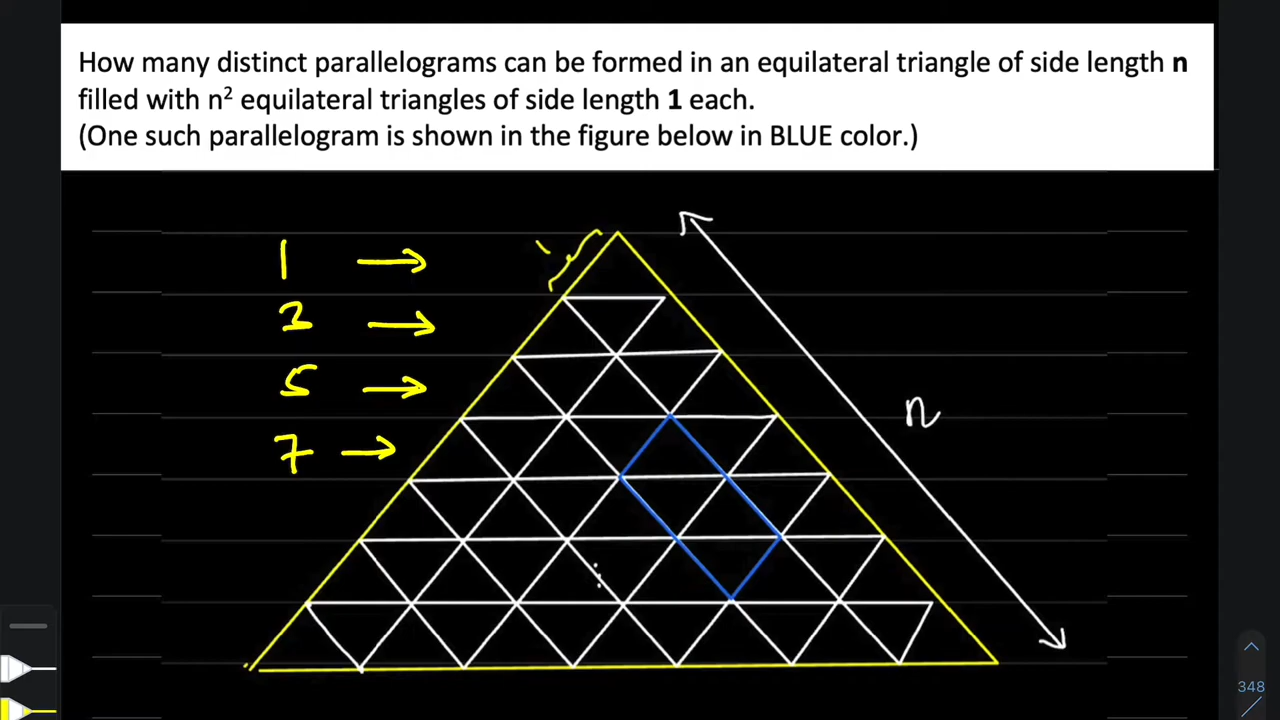 How many distinct parallelograms can be formed in an equilateral triangle of side length n
filled with n² equilateral triangles of side length 1 each.
(One such parallelogram is shown in the figure below in BLUE color.)
1 →
3 →
5 →
7 →
n
348